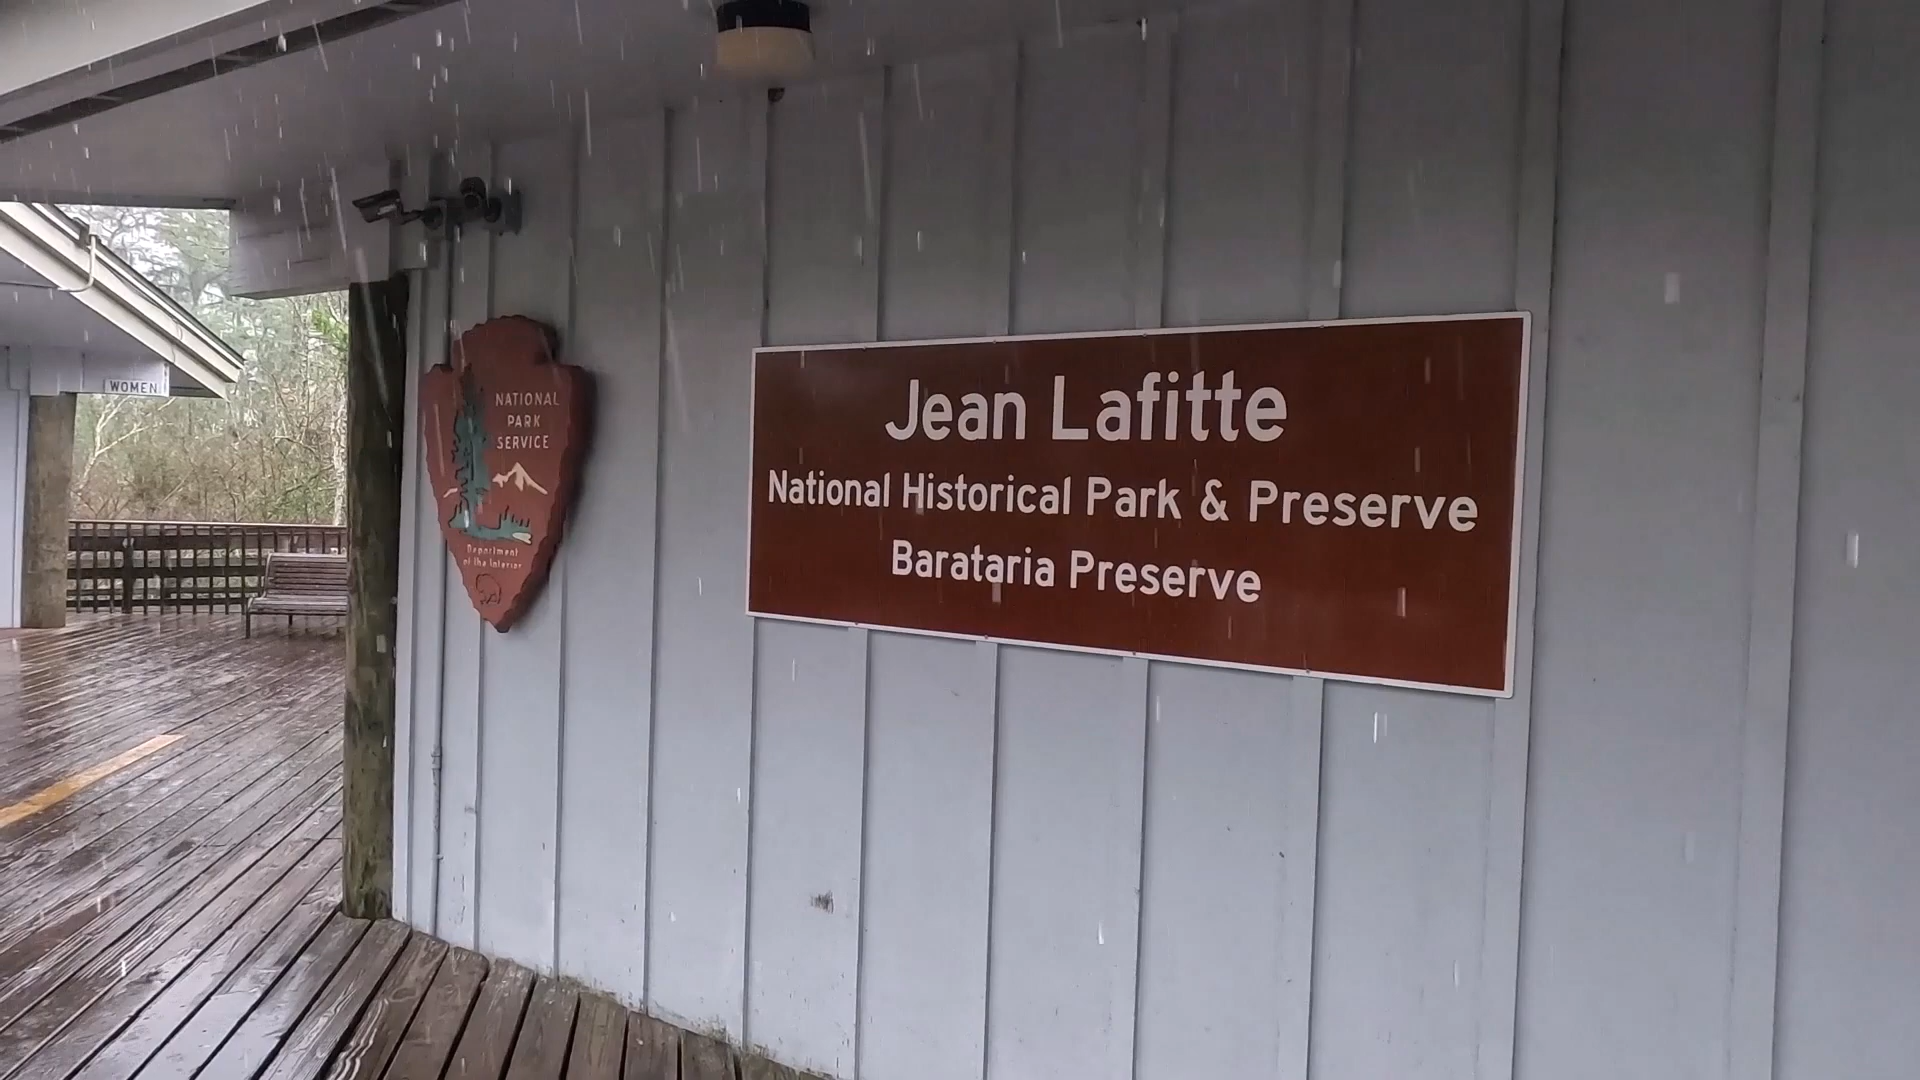 WOMEN
NATIONAL
PARK
SERVICE
Department
of the Interior
Jean Lafitte
National Historical Park & Preserve
Barataria Preserve